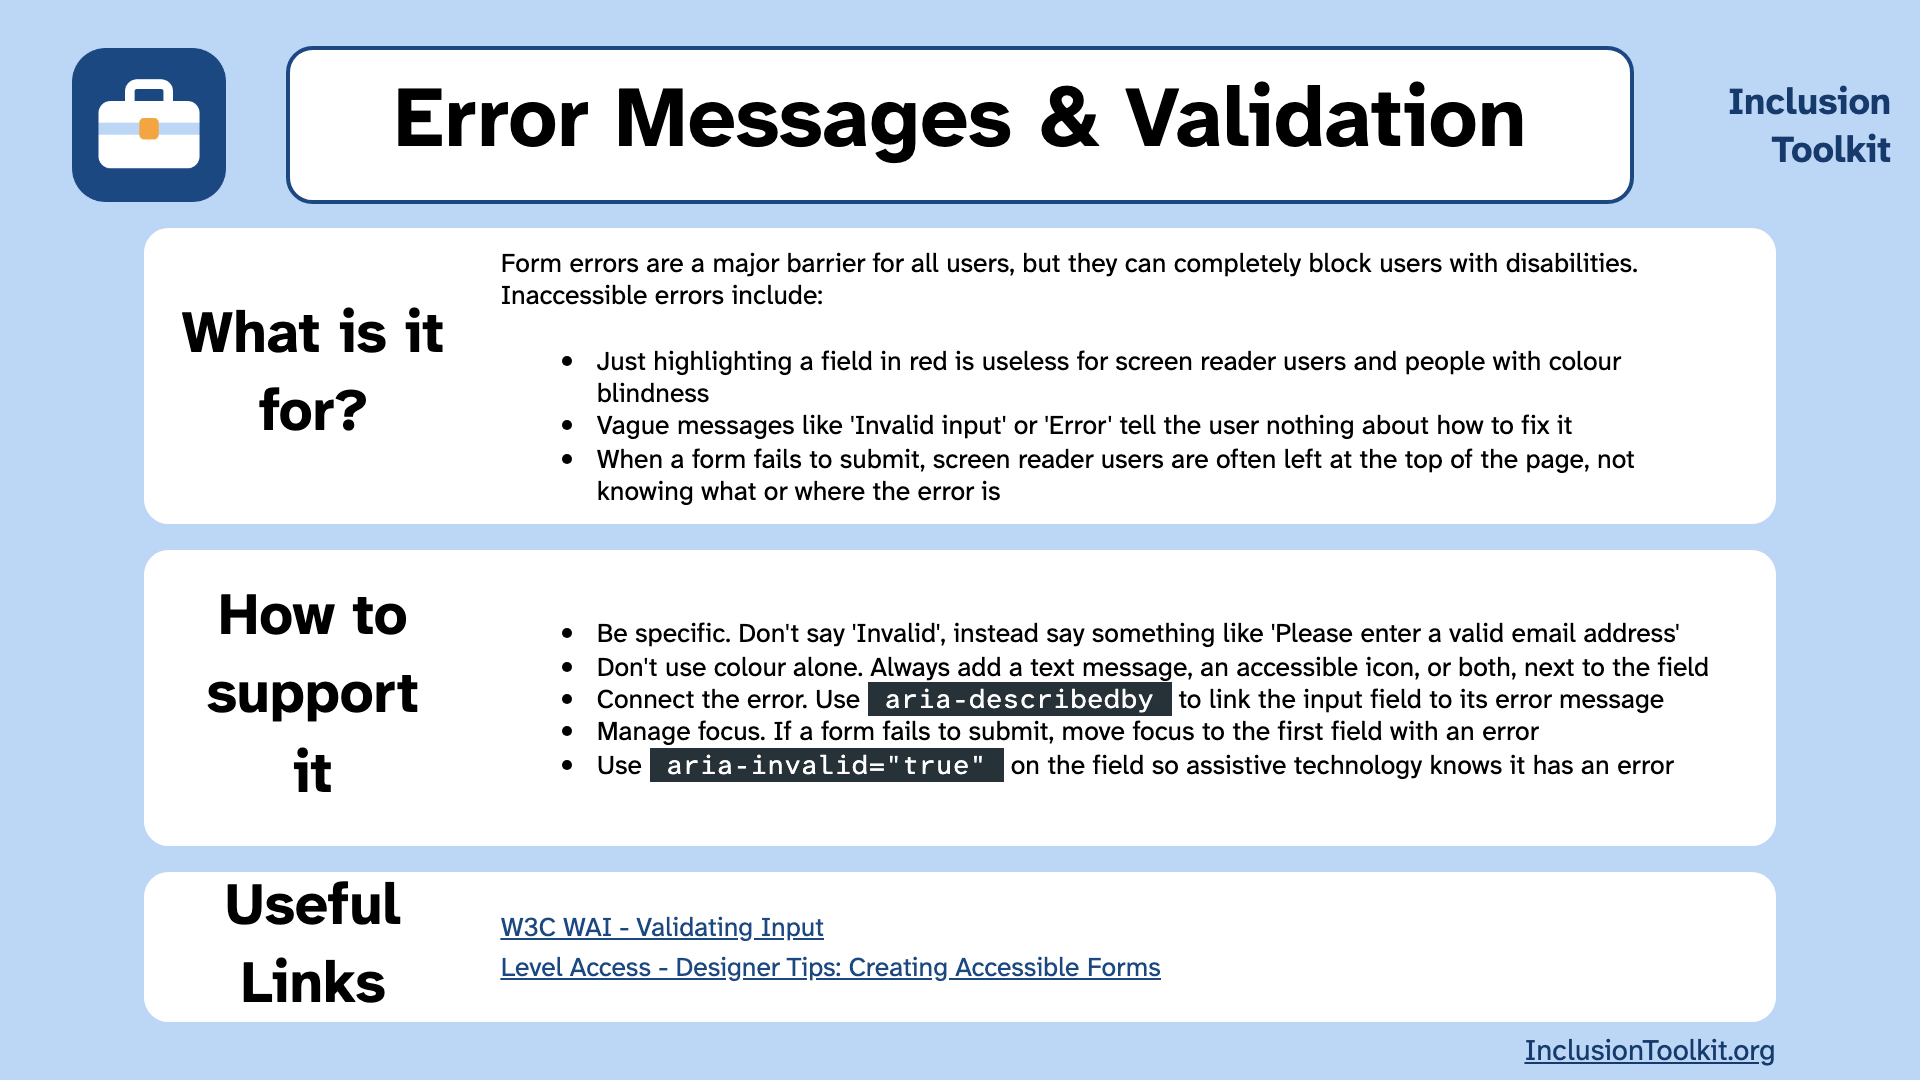 Error Messages & Validation
Inclusion
Toolkit
What is it
for?
Form errors are a major barrier for all users, but they can completely block users with disabilities.
Inaccessible errors include:
• Just highlighting a field in red is useless for screen reader users and people with colour
blindness
• Vague messages like 'Invalid input' or 'Error' tell the user nothing about how to fix it
• When a form fails to submit, screen reader users are often left at the top of the page, not
knowing what or where the error is
How to
support
it
• Be specific. Don't say 'Invalid', instead say something like 'Please enter a valid email address'
• Don't use colour alone. Always add a text message, an accessible icon, or both, next to the field
• Connect the error. Use aria-describedby to link the input field to its error message
• Manage focus. If a form fails to submit, move focus to the first field with an error
• Use aria-invalid="true" on the field so assistive technology knows it has an error
Useful
Links
W3C WAI - Validating Input
Level Access - Designer Tips: Creating Accessible Forms
InclusionToolkit.org